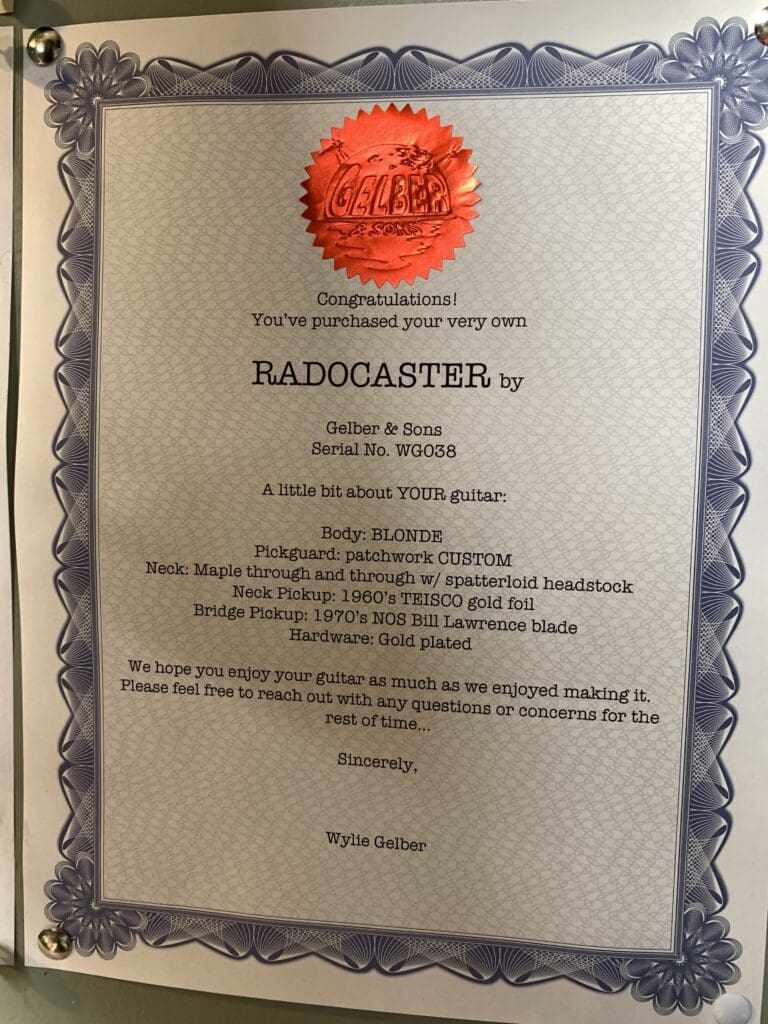 GELBER
& SONS
Congratulations!
You've purchased your very own
RADOCASTER by
Gelber & Sons
Serial No. WG038
A little bit about YOUR guitar:
Body: BLONDE
Pickguard: patchwork CUSTOM
Neck: Maple through and through w/ spatterloid headstock
Neck Pickup: 1960's TEISCO gold foil
Bridge Pickup: 1970's NOS Bill Lawrence blade
Hardware: Gold plated
We hope you enjoy your guitar as much as we enjoyed making it.
Please feel free to reach out with any questions or concerns for the
rest of time...
Sincerely,
Wylie Gelber